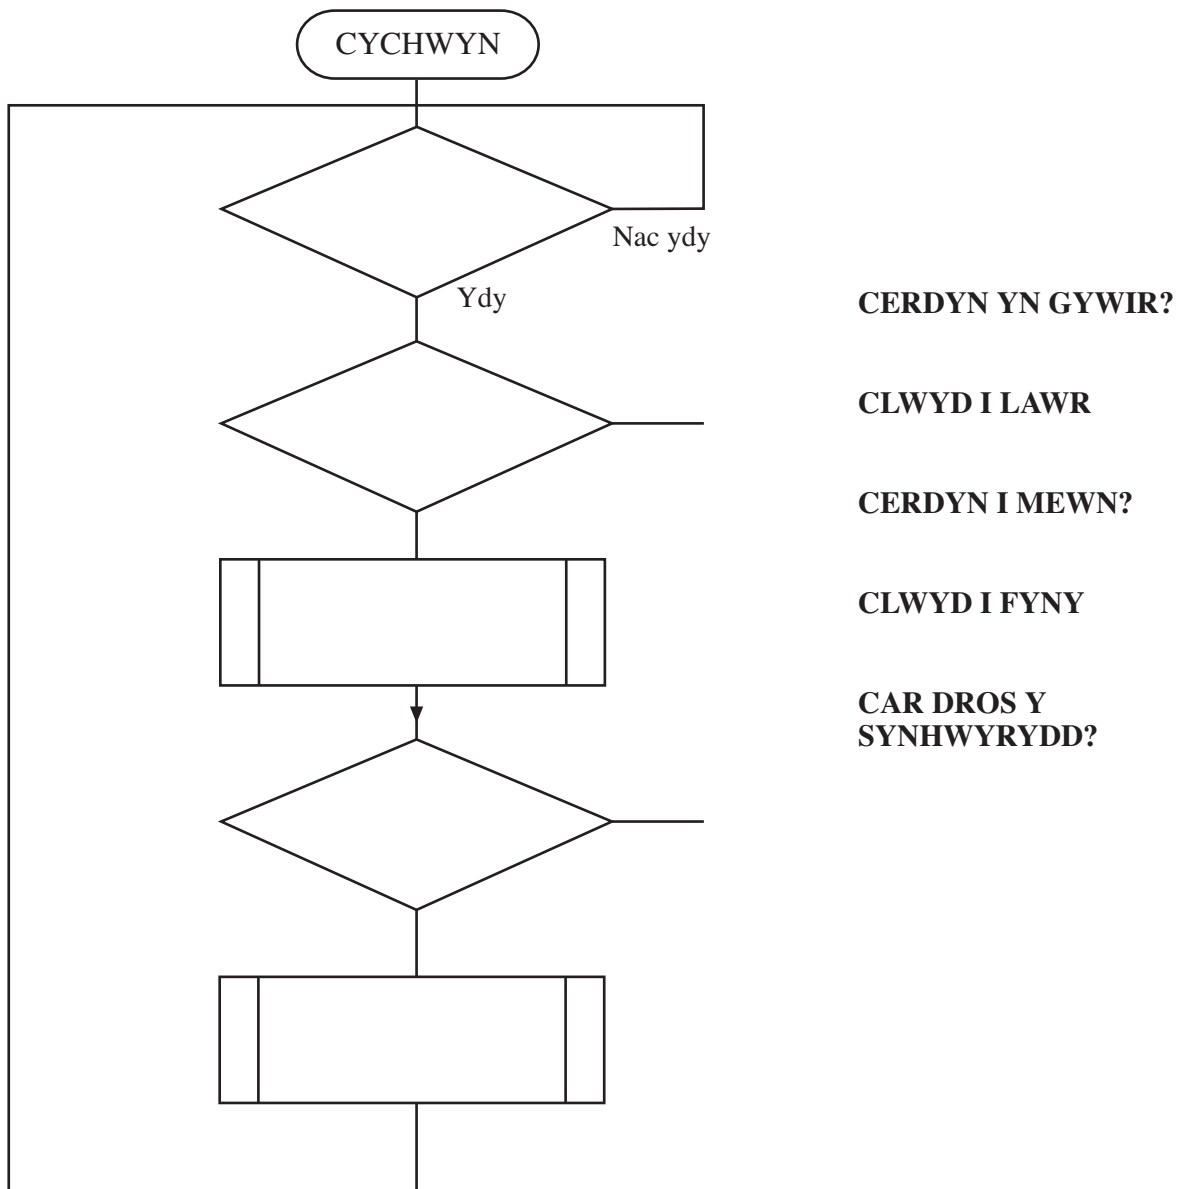 CYCHWYN
Nac ydy
Ydy
CERDYN YN GYWIR?
CLWYD I LAWR
CERDYN I MEWN?
CLWYD I FYNY
CAR DROS Y
SYNHWYRYDD?